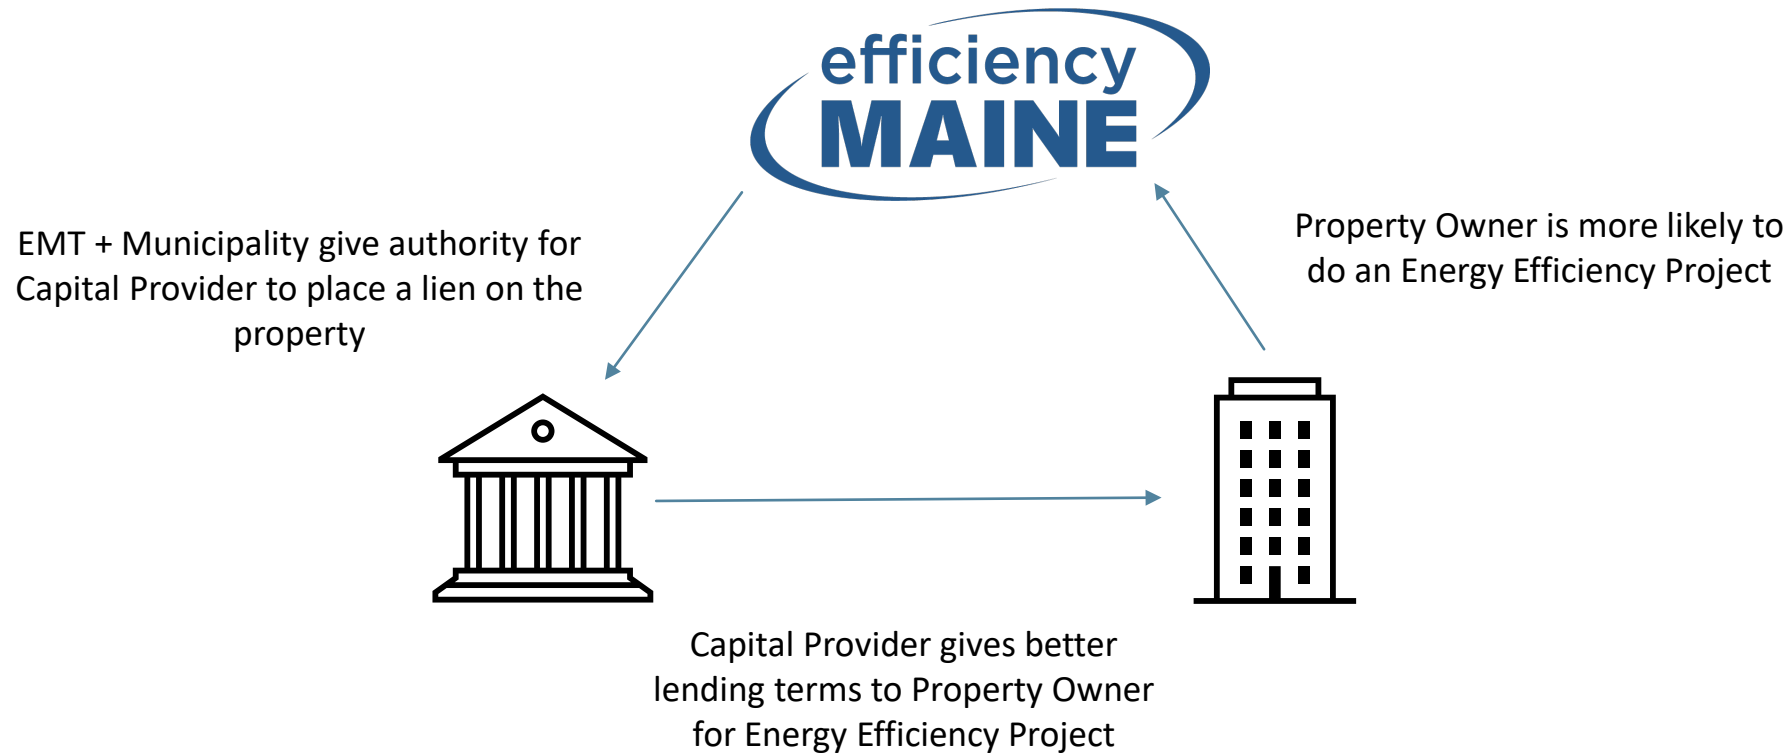 efficiency
MAINE
EMT + Municipality give authority for
Capital Provider to place a lien on the
property
Property Owner is more likely to
do an Energy Efficiency Project
Capital Provider gives better
lending terms to Property Owner
for Energy Efficiency Project